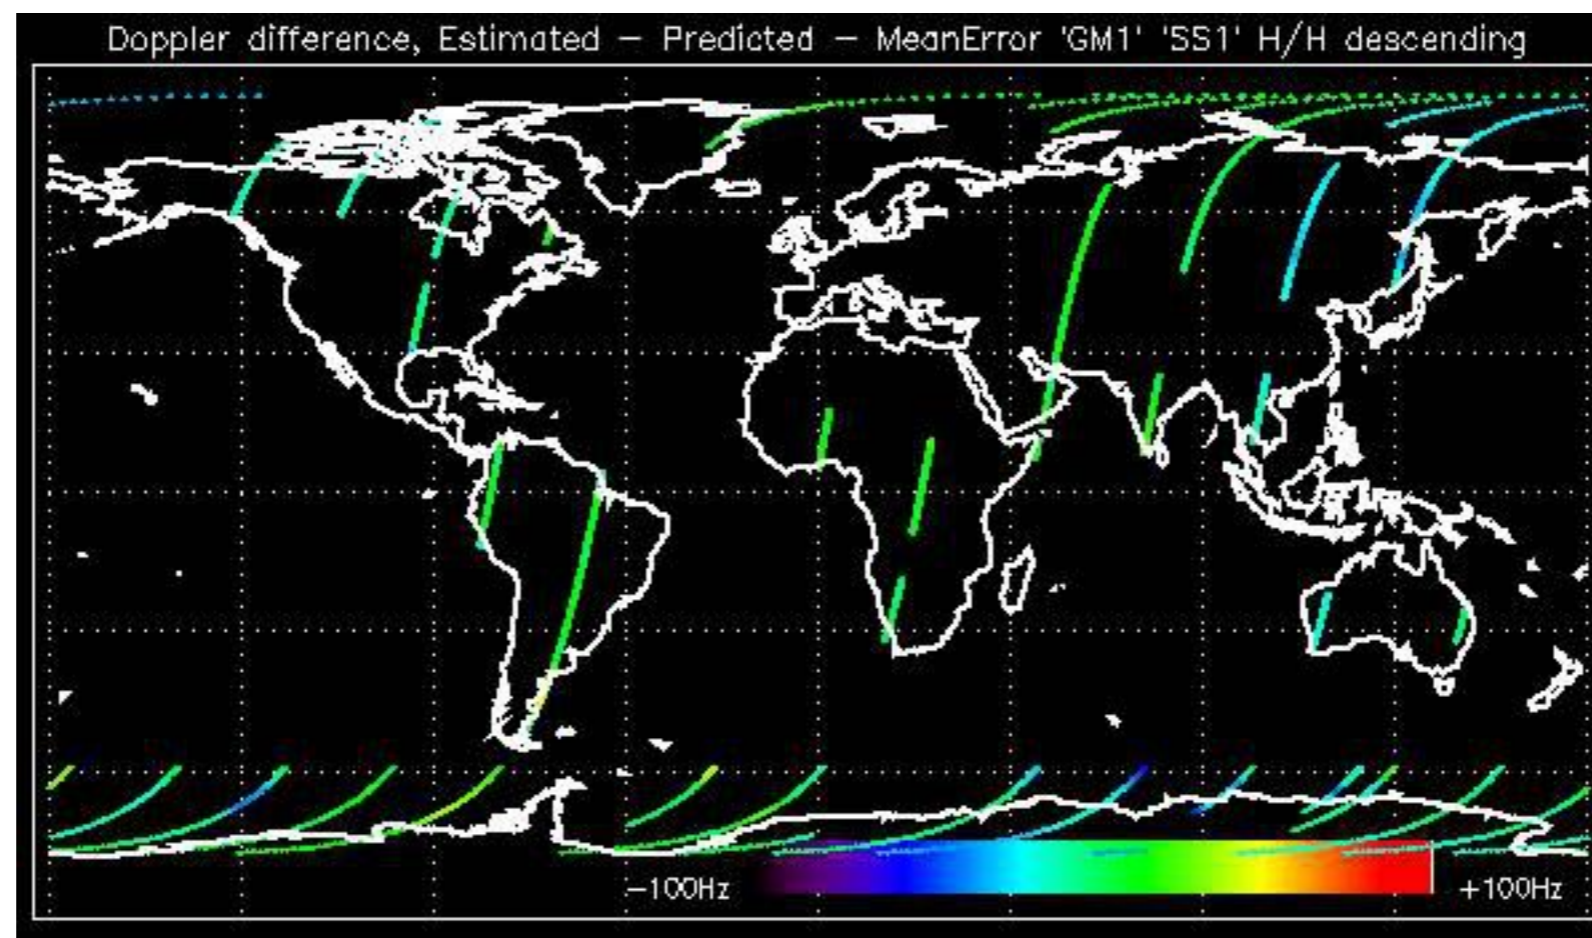 Doppler difference, Estimated − Predicted − MeanError 'GM1' 'SS1' H/H descending
−100Hz +100Hz